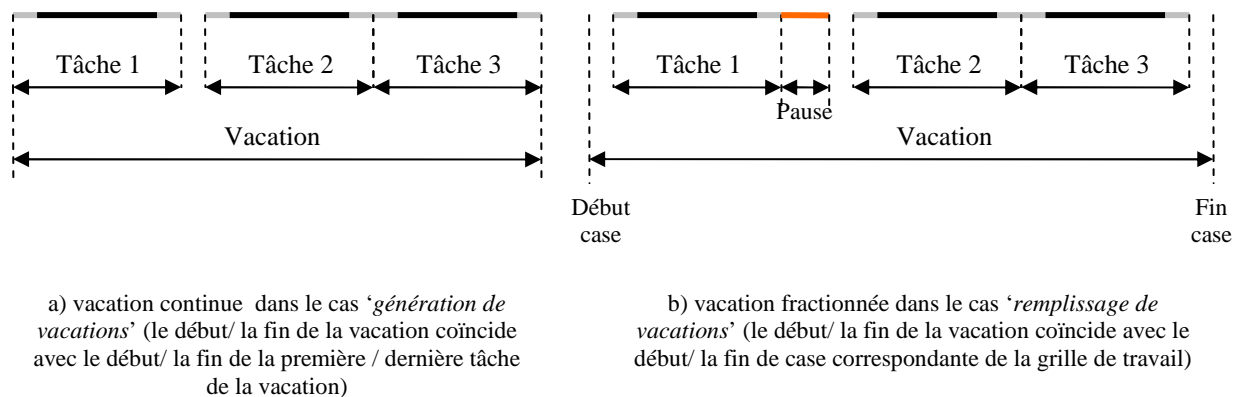 Tâche 1
Tâche 2
Tâche 3
Vacation
Tâche 1
Pause
Tâche 2
Tâche 3
Vacation
Début
case
Fin
case
a) vacation continue dans le cas ‘génération de
vacations’ (le début/ la fin de la vacation coïncide
avec le début/ la fin de la première / dernière tâche
de la vacation)
b) vacation fractionnée dans le cas ‘remplissage de
vacations’ (le début/ la fin de la vacation coïncide avec le
début/ la fin de case correspondante de la grille de travail)